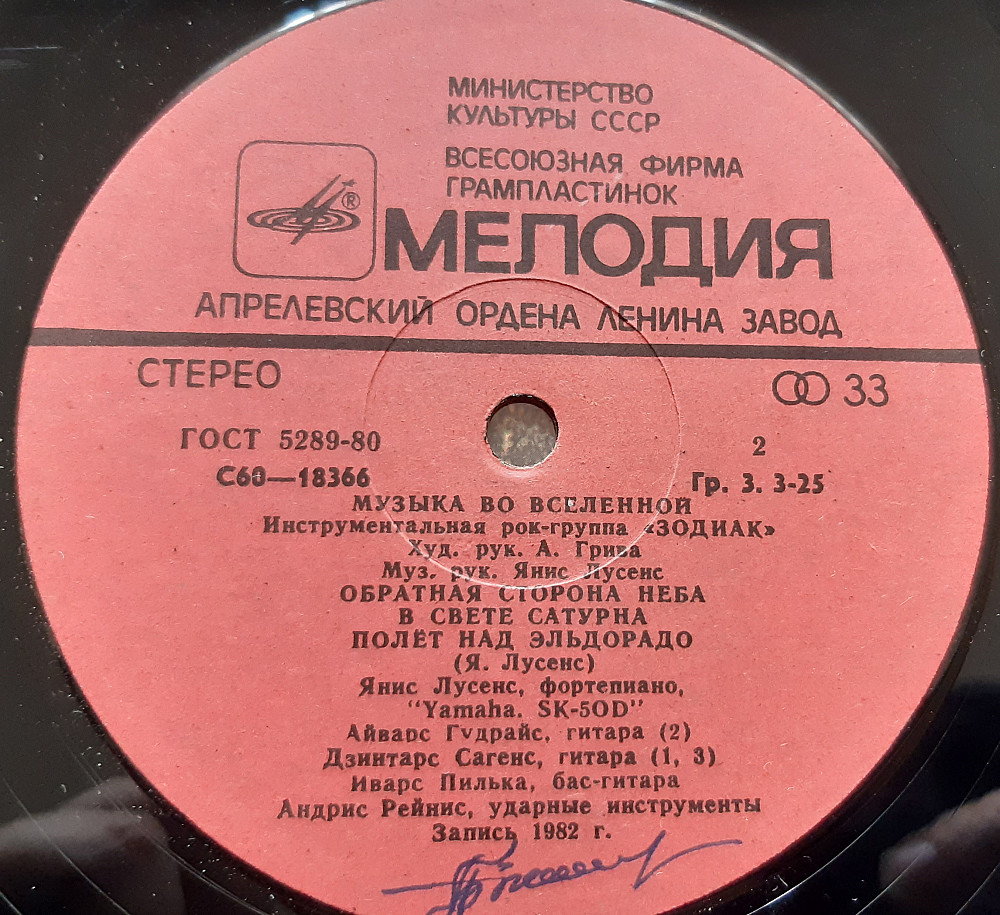 МИНИСТЕРСТВО
КУЛЬТУРЫ СССР
ВСЕСОЮЗНАЯ ФИРМА
ГРАМПЛАСТИНОК
®
МЕЛОДИЯ
АПРЕЛЕВСКИЙ ОРДЕНА ЛЕНИНА ЗАВОД
СТЕРЕО
33
ГОСТ 5289-80
2
С60—18366
Гр. 3. 3-25
МУЗЫКА ВО ВСЕЛЕННОЙ
Инструментальная рок-группа «ЗОДИАК»
Худ. рук. А. Грива
Муз. рук. Янис Лусенс
ОБРАТНАЯ СТОРОНА НЕБА
В СВЕТЕ САТУРНА
ПОЛЁТ НАД ЭЛЬДОРАДО
(Я. Лусенс)
Янис Лусенс, фортепиано,
"Yamaha. SK-5OD"
Айварс Гудрайс, гитара (2)
Дзинтарс Сагенс, гитара (1, 3)
Иварс Пилька, бас-гитара
Андрис Рейнис, ударные инструменты
Запись 1982 г.